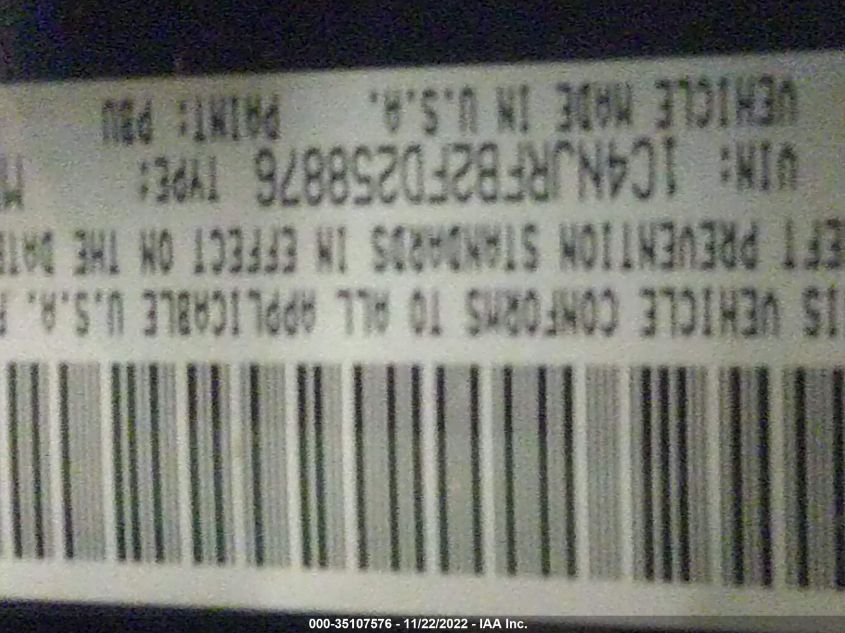 IS VEHICLE CONFORMS TO ALL APPLICABLE U.S.A. F
EFT PREVENTION STANDARDS IN EFFECT ON THE DATE
VIN: 1C4NJRFB2FD258876 TYPE: M
VEHICLE MADE IN U.S.A. PAINT: PBU
000-35107576 - 11/22/2022 - IAA Inc.